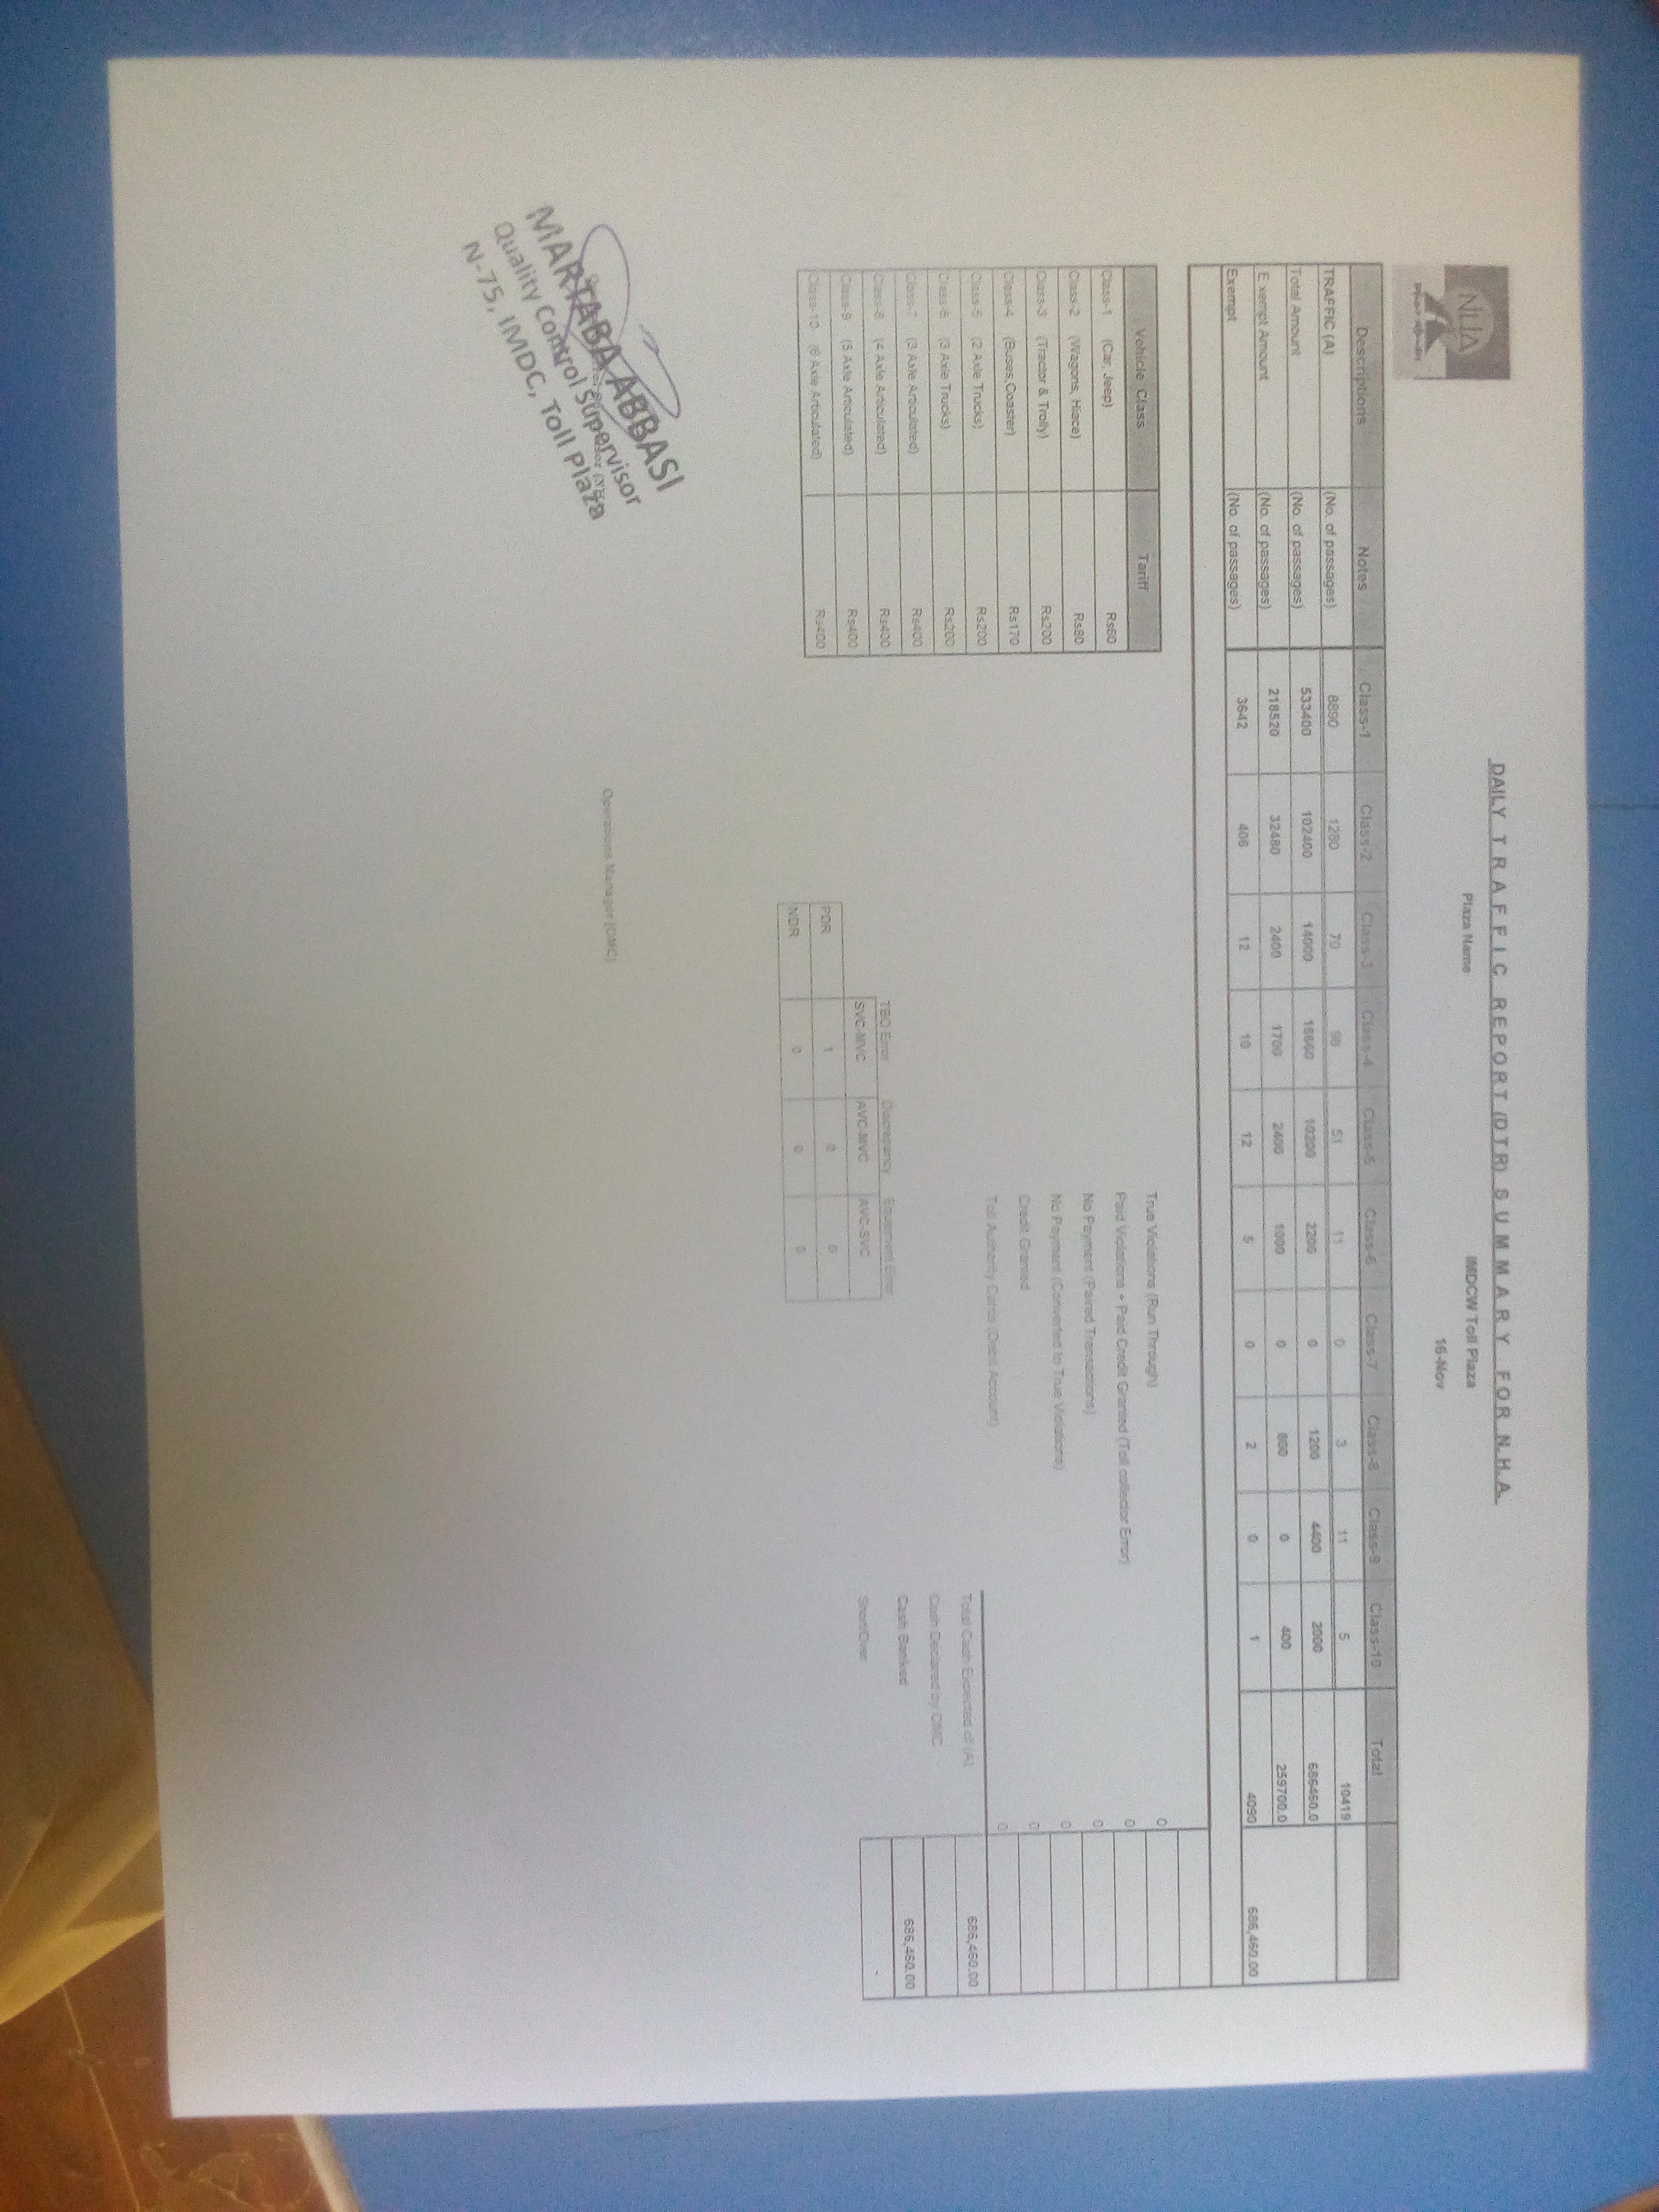 NHA
DAILY TRAFFIC REPORT (DTR) SUMMARY FOR N.H.A.
Plaza Name IMDCW Toll Plaza
16-Nov
Descriptions Notes Class-1 Class-2 Class-3 Class-4 Class-5 Class-6 Class-7 Class-8 Class-9 Class-10 Total
TRAFFIC (A) (No. of passages) 8890 1280 70 98 51 11 0 3 11 5 10419
Total Amount (No. of passages) 533400 102400 14000 16660 10200 2200 0 1200 4400 2000 686460.0
Exempt Amount (No. of passages) 218520 32480 2400 1700 2400 1000 0 800 0 400 259700.0
Exempt (No. of passages) 3642 406 12 10 12 5 0 2 0 1 4090 686,460.00
Vehicle Class Tariff
Class-1 (Car, Jeep) Rs60
Class-2 (Wagons, Hiace) Rs80
Class-3 (Tractor & Trolly) Rs200
Class-4 (Buses,Coaster) Rs170
Class-5 (2 Axle Trucks) Rs200
Class-6 (3 Axle Trucks) Rs200
Class-7 (3 Axle Articulated) Rs400
Class-8 (4 Axle Articulated) Rs400
Class-9 (5 Axle Articulated) Rs400
Class-10 (6 Axle Articulated) Rs400
True Violations (Run Through) 0
Paid Violations + Paid Credit Granted (Toll collector Error) 0
No Payment (Paired Transactions) 0
No Payment (Converted to True Violations) 0
Credit Granted 0
Toll Authority Cards (Debit Account) 0
Total Cash Expected of (A) 686,460.00
Cash Declared by OMC
Cash Banked 686,460.00
Short/Over -
TBO Error Discrepancy Equipment Error
SVC-MVC AVC-MVC AVC-SVC
PDR 1 0 0
NDR 0 0 0
Operations Manager (OMC)
MARTABA ABBASI
Quality Control Supervisor
N-75, IMDC, Toll Plaza